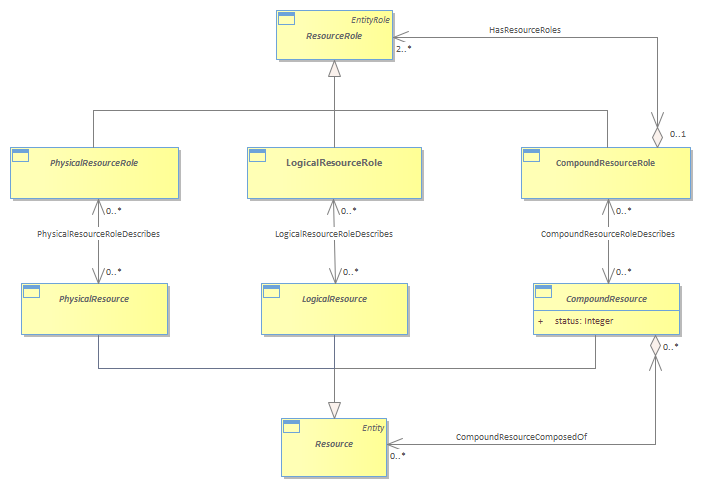 EntityRole
ResourceRole
HasResourceRoles
2..*
0..1
PhysicalResourceRole
LogicalResourceRole
CompoundResourceRole
0..*
0..*
0..*
PhysicalResourceRoleDescribes
LogicalResourceRoleDescribes
CompoundResourceRoleDescribes
0..*
0..*
0..*
PhysicalResource
LogicalResource
CompoundResource
+ status: Integer
0..*
Entity
Resource
CompoundResourceComposedOf
0..*